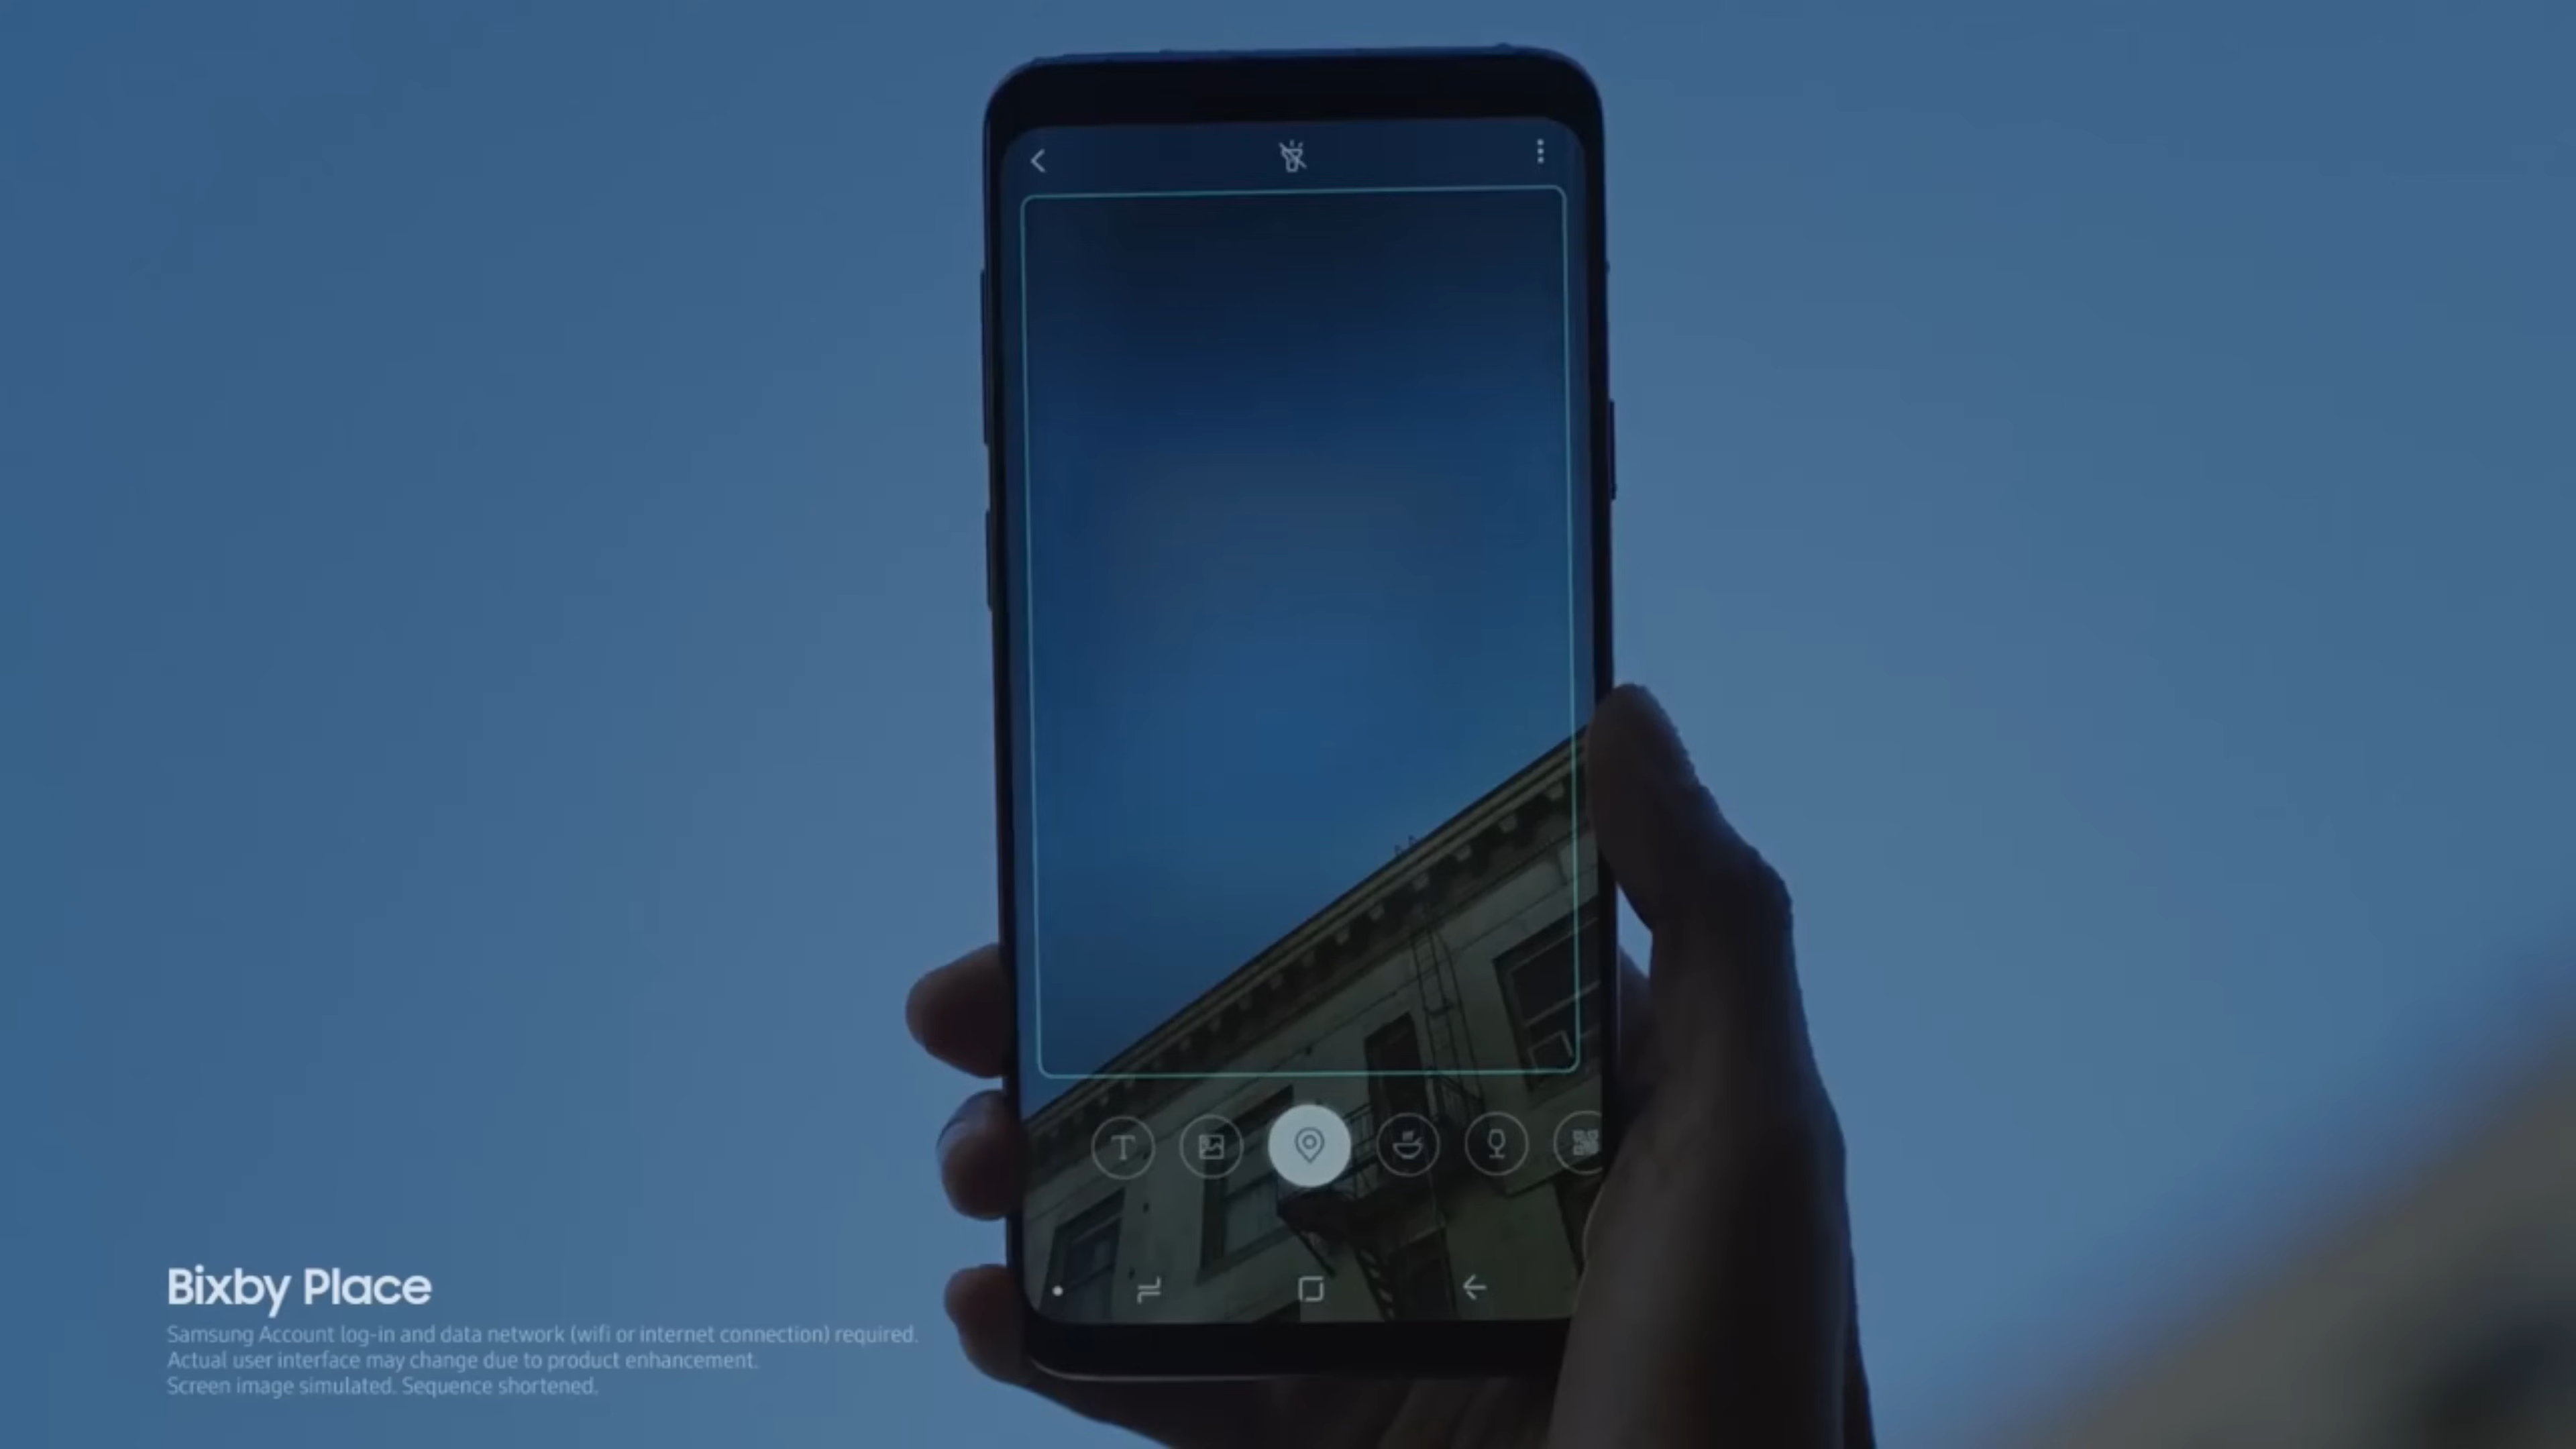 T
Bixby Place
Samsung Account log-in and data network (wifi or internet connection) required.
Actual user interface may change due to product enhancement.
Screen image simulated. Sequence shortened.